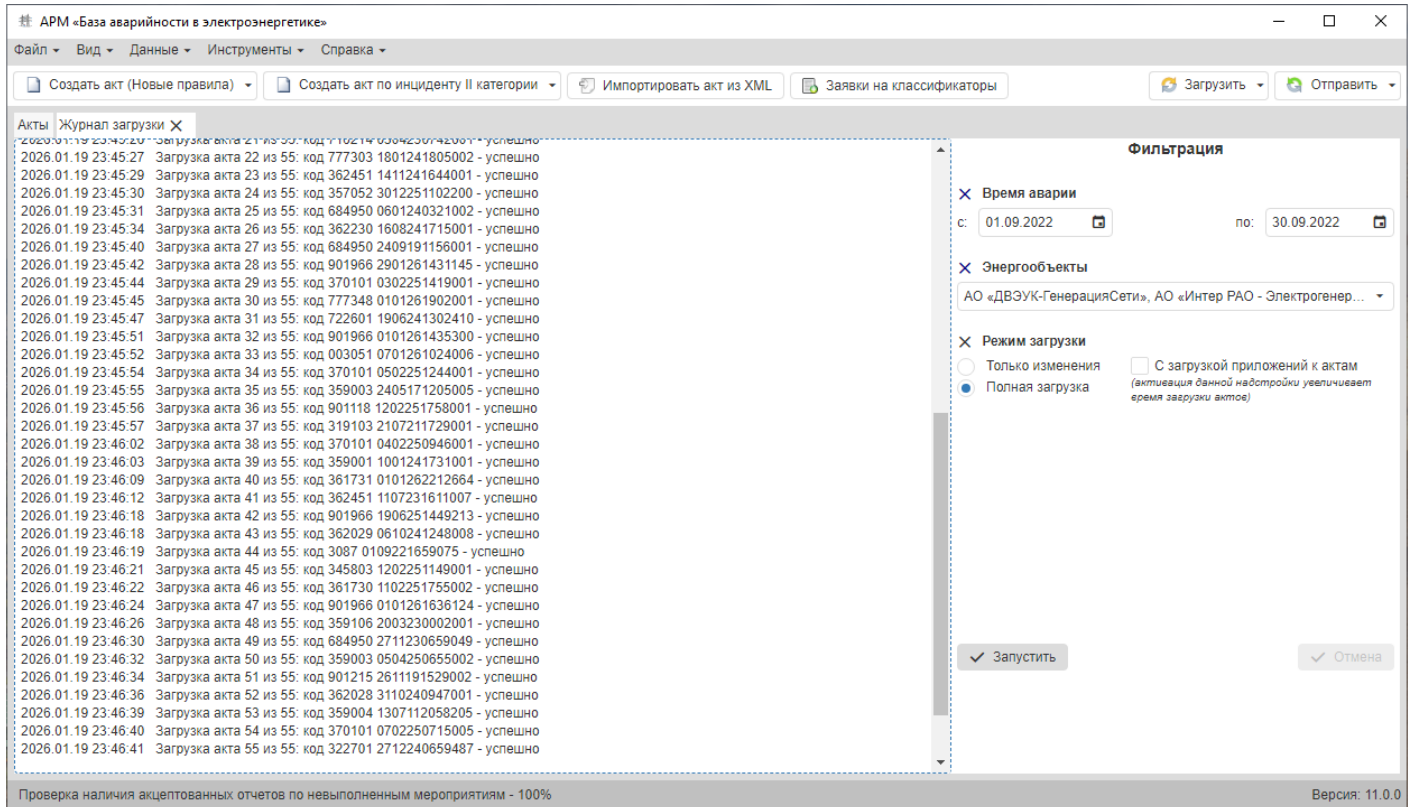 АРМ «База аварийности в электроэнергетике»
Файл Вид Данные Инструменты Справка
Создать акт (Новые правила) Создать акт по инциденту II категории Импортировать акт из XML Заявки на классификаторы Загрузить Отправить
Акты Журнал загрузки
2026.01.19 23:45:27 Загрузка акта 22 из 55: код 777303 1801241805002 - успешно
2026.01.19 23:45:29 Загрузка акта 23 из 55: код 362451 1411241644001 - успешно
2026.01.19 23:45:30 Загрузка акта 24 из 55: код 357052 3012251102200 - успешно
2026.01.19 23:45:31 Загрузка акта 25 из 55: код 684950 0601240321002 - успешно
2026.01.19 23:45:34 Загрузка акта 26 из 55: код 362230 1608241715001 - успешно
2026.01.19 23:45:40 Загрузка акта 27 из 55: код 684950 2409191156001 - успешно
2026.01.19 23:45:42 Загрузка акта 28 из 55: код 901966 2901261431145 - успешно
2026.01.19 23:45:44 Загрузка акта 29 из 55: код 370101 0302251419001 - успешно
2026.01.19 23:45:45 Загрузка акта 30 из 55: код 777348 0101261902001 - успешно
2026.01.19 23:45:47 Загрузка акта 31 из 55: код 722601 1906241302410 - успешно
2026.01.19 23:45:51 Загрузка акта 32 из 55: код 901966 0101261435300 - успешно
2026.01.19 23:45:52 Загрузка акта 33 из 55: код 003051 0701261024006 - успешно
2026.01.19 23:45:54 Загрузка акта 34 из 55: код 370101 0502251244001 - успешно
2026.01.19 23:45:55 Загрузка акта 35 из 55: код 359003 2405171205005 - успешно
2026.01.19 23:45:56 Загрузка акта 36 из 55: код 901118 1202251758001 - успешно
2026.01.19 23:45:57 Загрузка акта 37 из 55: код 319103 2107211729001 - успешно
2026.01.19 23:46:02 Загрузка акта 38 из 55: код 370101 0402250946001 - успешно
2026.01.19 23:46:03 Загрузка акта 39 из 55: код 359001 1001241731001 - успешно
2026.01.19 23:46:09 Загрузка акта 40 из 55: код 361731 0101262212664 - успешно
2026.01.19 23:46:12 Загрузка акта 41 из 55: код 362451 1107231611007 - успешно
2026.01.19 23:46:18 Загрузка акта 42 из 55: код 901966 1906251449213 - успешно
2026.01.19 23:46:18 Загрузка акта 43 из 55: код 362029 0610241248008 - успешно
2026.01.19 23:46:19 Загрузка акта 44 из 55: код 3087 0109221659075 - успешно
2026.01.19 23:46:21 Загрузка акта 45 из 55: код 345803 1202251149001 - успешно
2026.01.19 23:46:22 Загрузка акта 46 из 55: код 361730 1102251755002 - успешно
2026.01.19 23:46:24 Загрузка акта 47 из 55: код 901966 0101261636124 - успешно
2026.01.19 23:46:26 Загрузка акта 48 из 55: код 359106 2003230002001 - успешно
2026.01.19 23:46:30 Загрузка акта 49 из 55: код 684950 2711230659049 - успешно
2026.01.19 23:46:32 Загрузка акта 50 из 55: код 359003 0504250655002 - успешно
2026.01.19 23:46:34 Загрузка акта 51 из 55: код 901215 2611191529002 - успешно
2026.01.19 23:46:36 Загрузка акта 52 из 55: код 362028 3110240947001 - успешно
2026.01.19 23:46:39 Загрузка акта 53 из 55: код 359004 1307112058205 - успешно
2026.01.19 23:46:40 Загрузка акта 54 из 55: код 370101 0702250715005 - успешно
2026.01.19 23:46:41 Загрузка акта 55 из 55: код 322701 2712240659487 - успешно
Фильтрация
Время аварии
с: 01.09.2022 по: 30.09.2022
Энергообъекты
АО «ДВЭУК-ГенерацияСети», АО «Интер РАО - Электрогенер...
Режим загрузки
Только изменения С загрузкой приложений к актам
Полная загрузка (активация данной надстройки увеличивает
время загрузки актов)
Запустить Отмена
Проверка наличия акцептованных отчетов по невыполненным мероприятиям - 100% Версия: 11.0.0